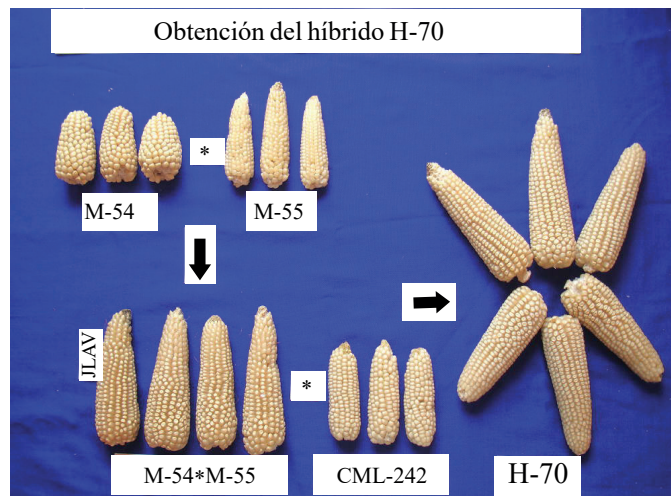 Obtención del híbrido H-70
*
M-54
M-55
JLAV
*
M-54*M-55
CML-242
H-70